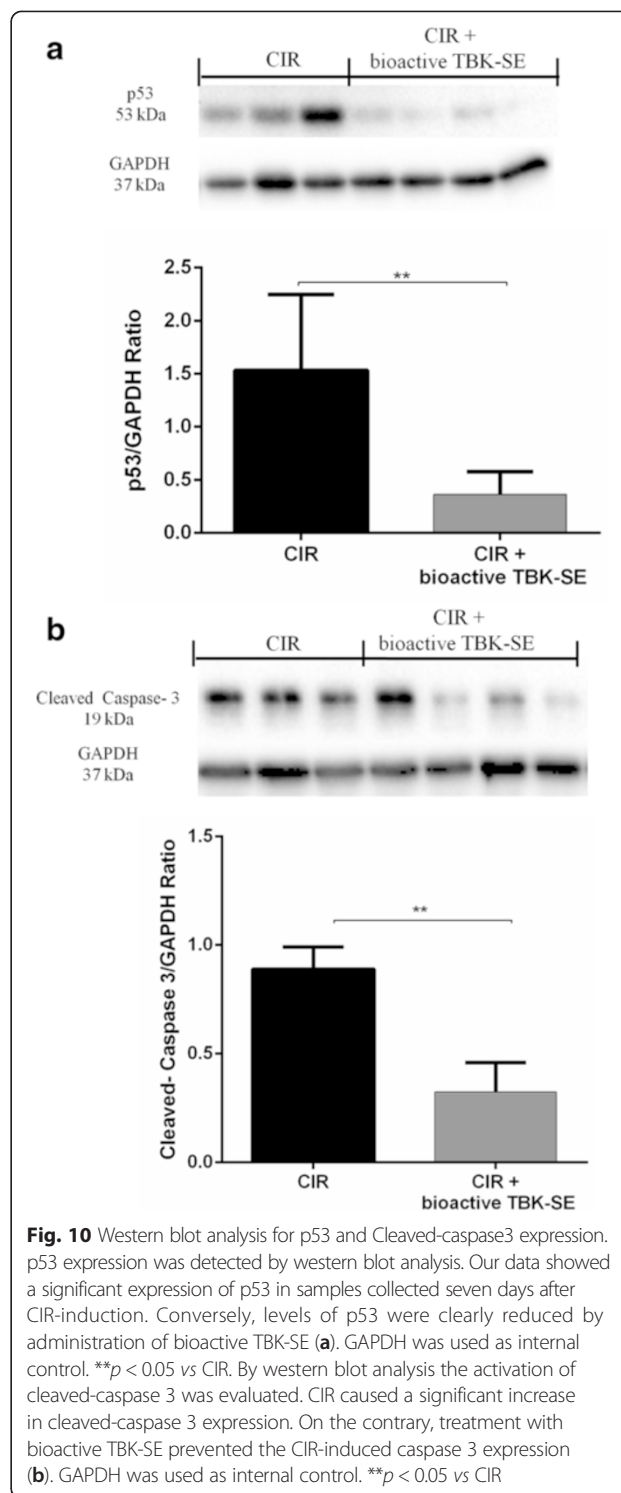 a
CIR
CIR +
bioactive TBK-SE
p53
53 kDa
GAPDH
37 kDa
p53/GAPDH Ratio
2.5
2.0
1.5
1.0
0.5
0.0
**
CIR
CIR +
bioactive TBK-SE
b
CIR
CIR +
bioactive TBK-SE
Cleaved Caspase- 3
19 kDa
GAPDH
37 kDa
Cleaved- Caspase 3/GAPDH Ratio
1.5
1.0
0.5
0.0
**
CIR
CIR +
bioactive TBK-SE
Fig. 10 Western blot analysis for p53 and Cleaved-caspase3 expression.
p53 expression was detected by western blot analysis. Our data showed
a significant expression of p53 in samples collected seven days after
CIR-induction. Conversely, levels of p53 were clearly reduced by
administration of bioactive TBK-SE (a). GAPDH was used as internal
control. **p < 0.05 vs CIR. By western blot analysis the activation of
cleaved-caspase 3 was evaluated. CIR caused a significant increase
in cleaved-caspase 3 expression. On the contrary, treatment with
bioactive TBK-SE prevented the CIR-induced caspase 3 expression
(b). GAPDH was used as internal control. **p < 0.05 vs CIR